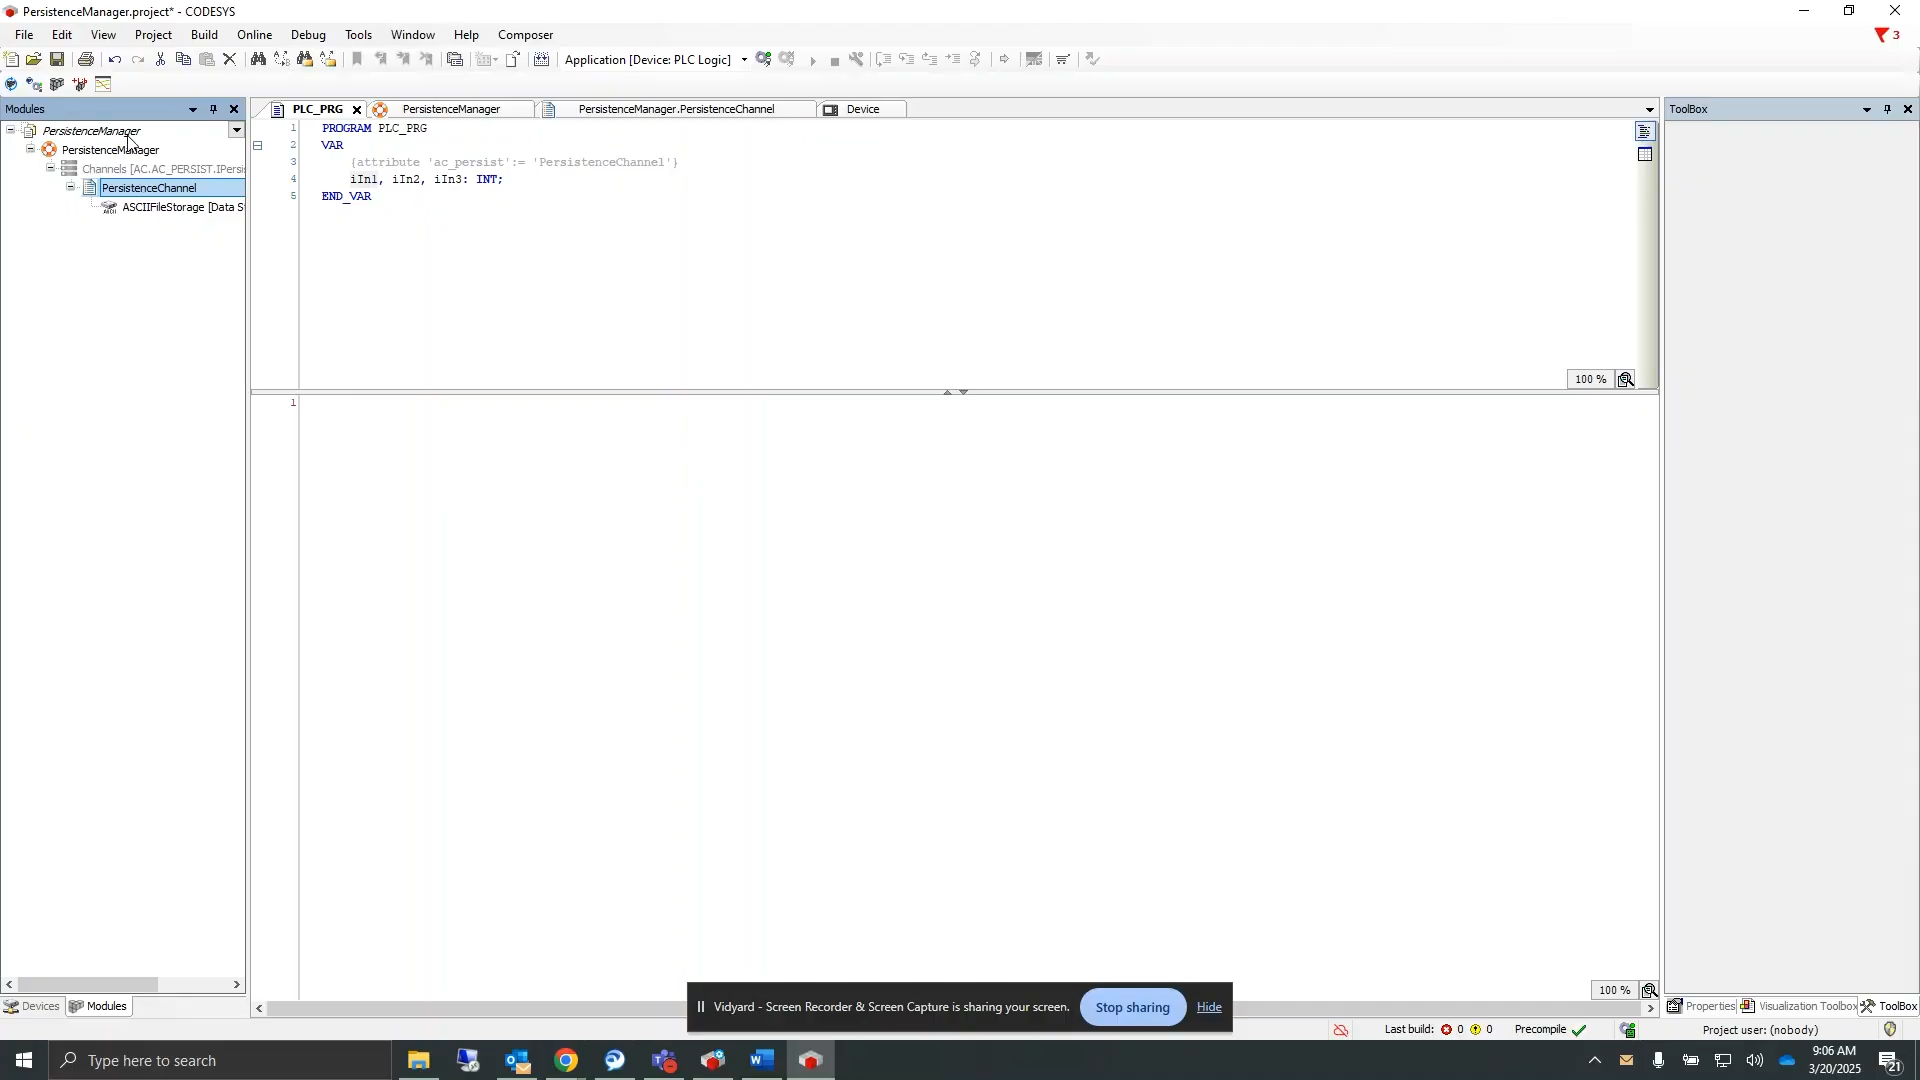 PersistenceManager.project* - CODESYS
File Edit View Project Build Online Debug Tools Window Help Composer
3
Application [Device: PLC Logic]
Modules
PersistenceManager
PersistenceManager
Channels [AC.AC_PERSIST.IPersi
PersistenceChannel
ASCII
ASCIIFileStorage [Data S
Devices Modules
PLC_PRG PersistenceManager PersistenceManager.PersistenceChannel Device
1 PROGRAM PLC_PRG
2 VAR
3 {attribute 'ac_persist':= 'PersistenceChannel'}
4 iIn1, iIn2, iIn3: INT;
5 END_VAR
100 %
1
100 %
ToolBox
Properties Visualization Toolbox ToolBox
Vidyard - Screen Recorder & Screen Capture is sharing your screen. Stop sharing Hide
Last build: 0 0 Precompile Project user: (nobody)
Type here to search
9:06 AM
3/20/2025
21